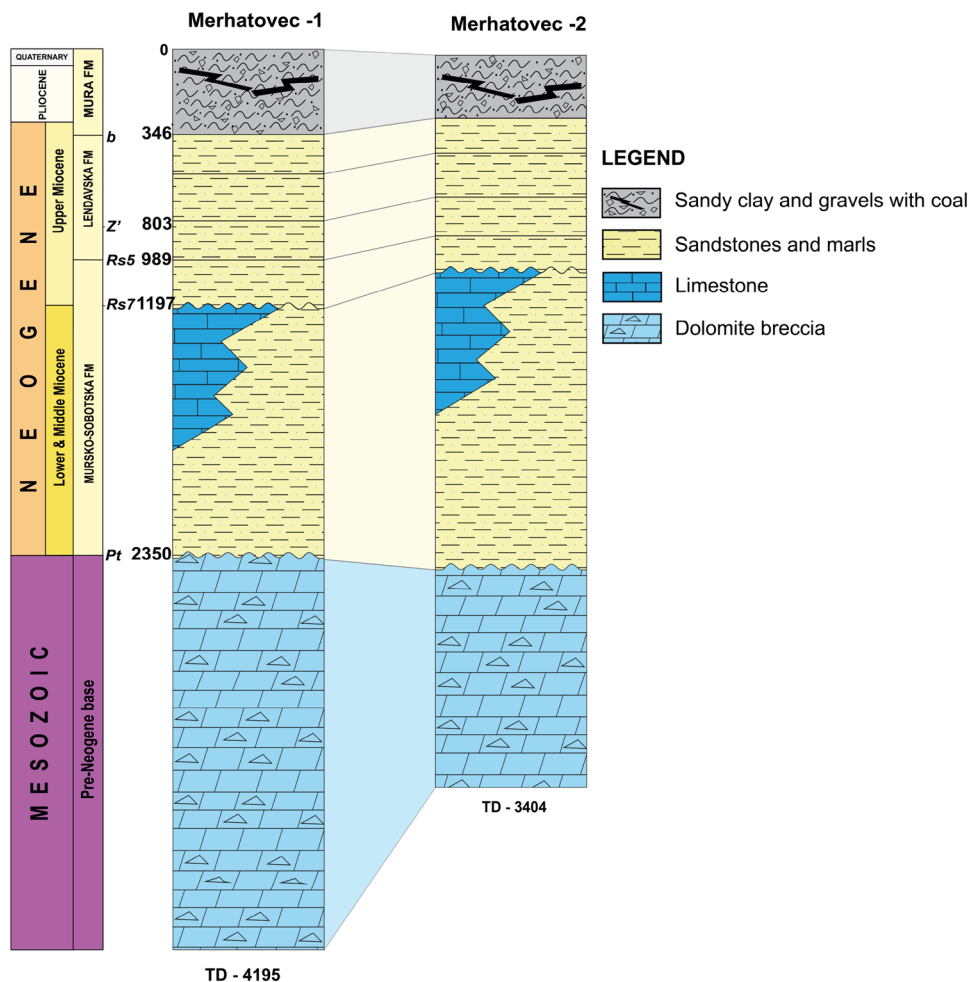 Merhatovec -1
Merhatovec -2
0
QUATERNARY
PLIOCENE
MURA FM
b 346
NEOGENE
Upper Miocene
LENDAVSKA FM
Z' 803
Rs5 989
Rs7 1197
Lower & Middle Miocene
MURSKO-SOBOTSKA FM
Pt 2350
MESOZOIC
Pre-Neogene base
TD - 4195
TD - 3404
LEGEND
Sandy clay and gravels with coal
Sandstones and marls
Limestone
Dolomite breccia